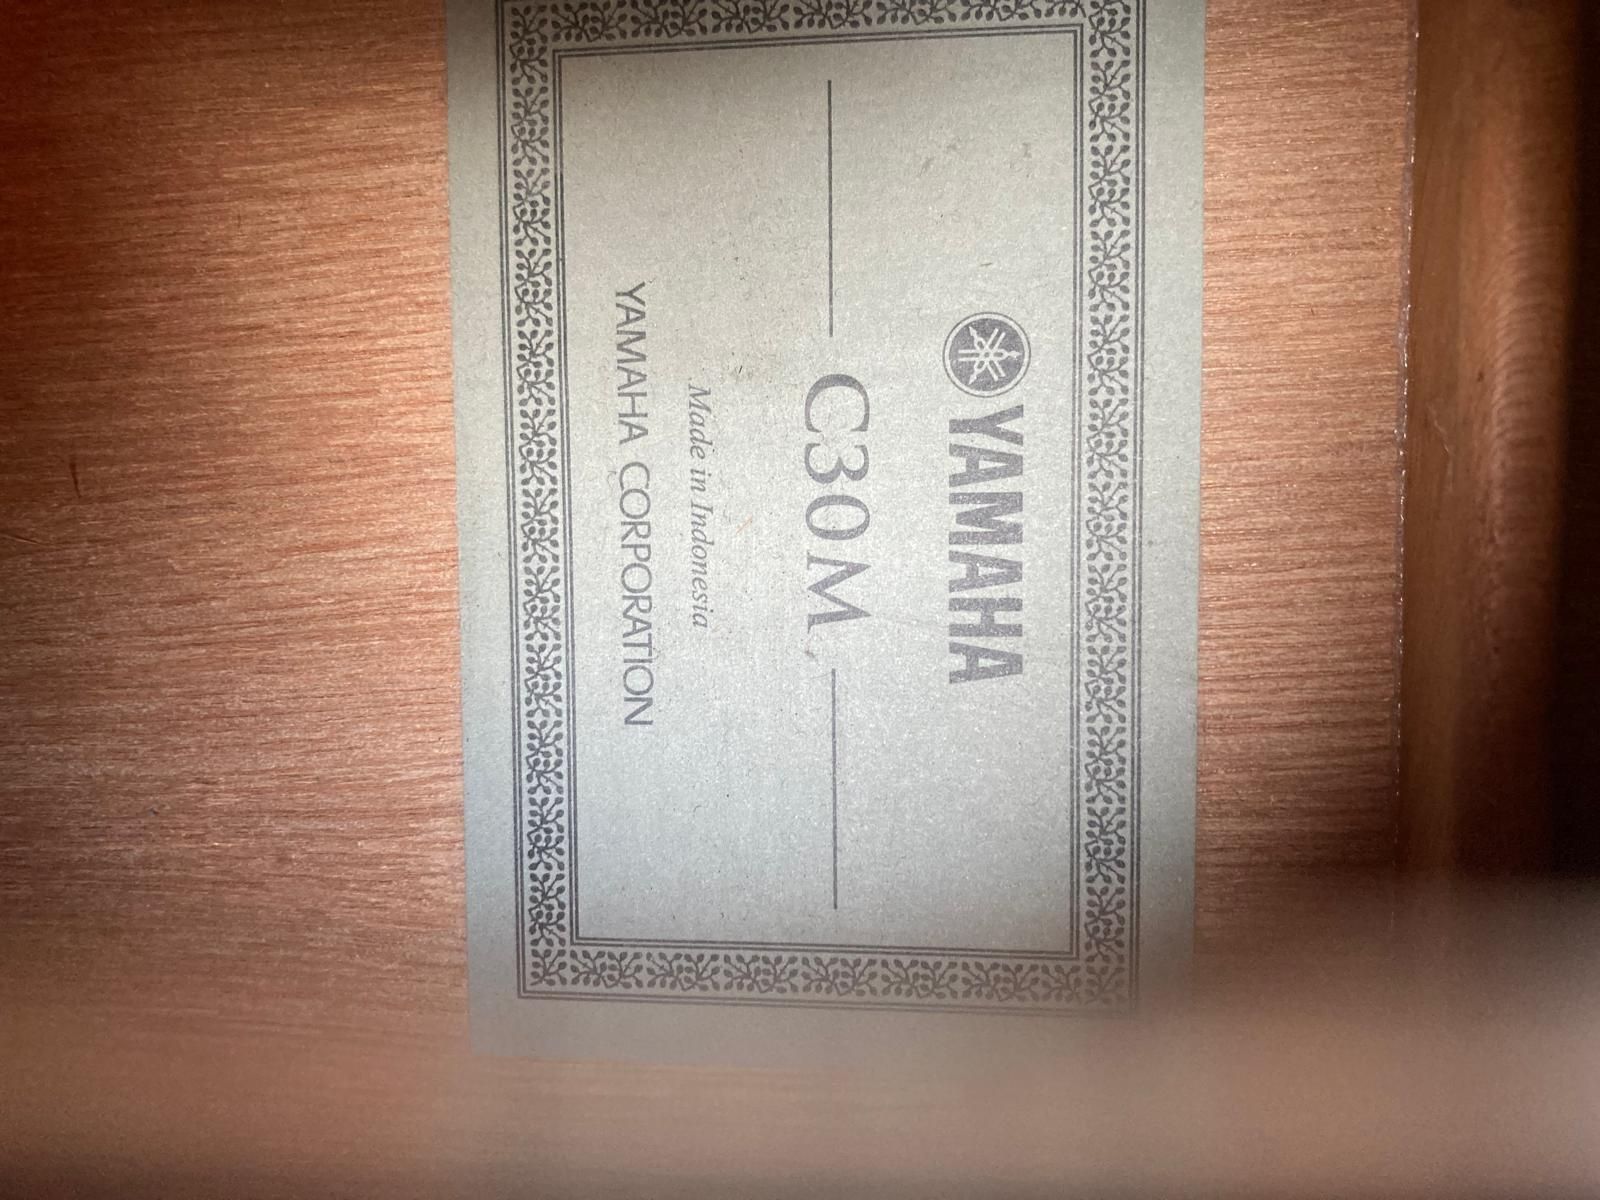 YAMAHA
C30M
Made in Indonesia
YAMAHA CORPORATION